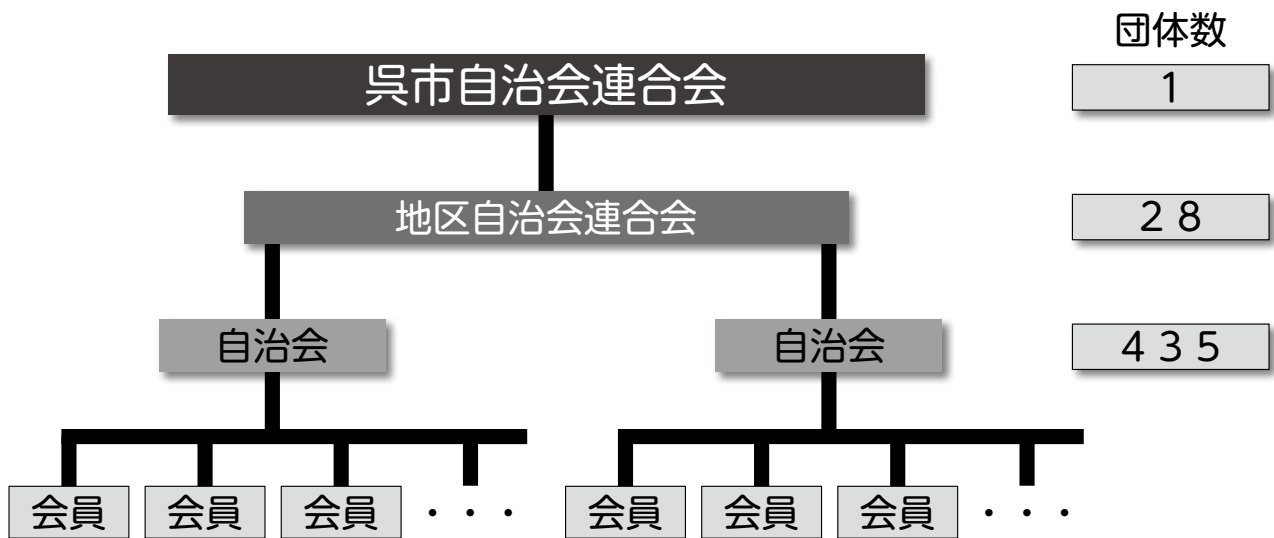 団体数
呉市自治会連合会 1
地区自治会連合会 28
自治会 自治会 435
会員 会員 会員 ・・・ 会員 会員 会員 ・・・